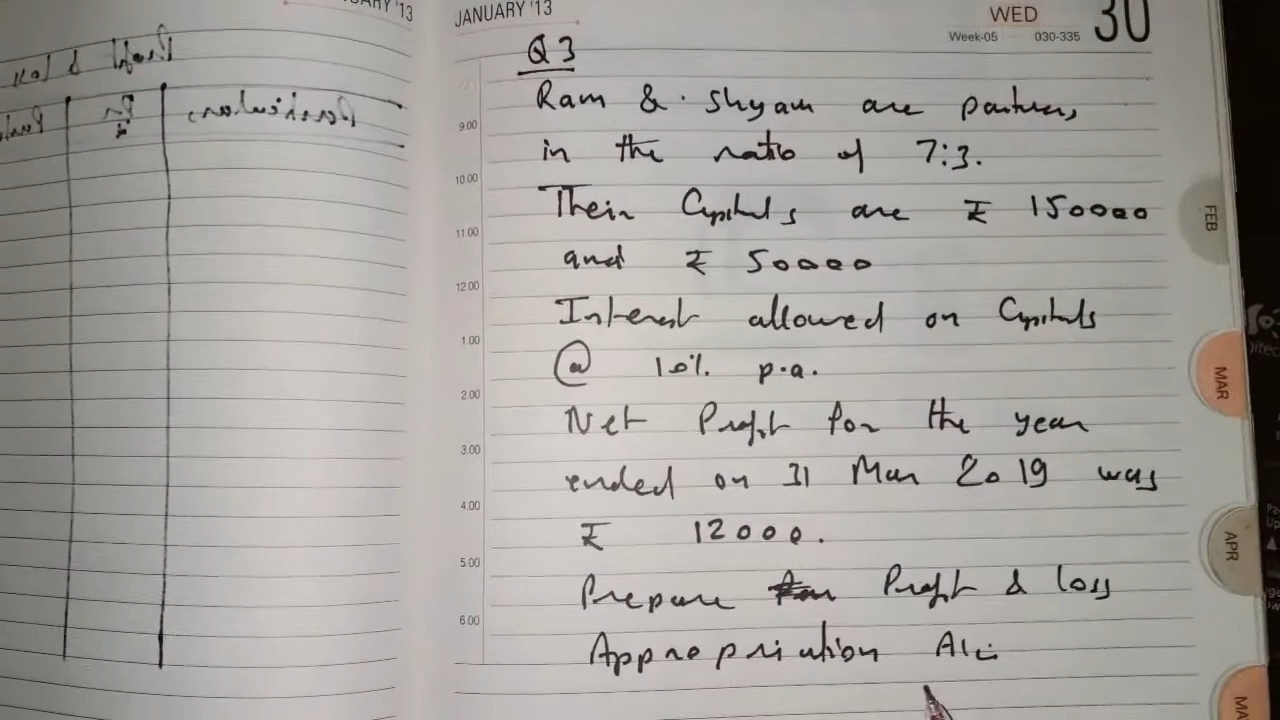 JANUARY '13
WED
30
Week-05
030-335
Q3
Ram & Shyam are partners
in the ratio of 7:3.
Their Capitals are ₹ 150000
and ₹ 50000
Interest allowed on Capitals
@ 10% p.a.
Net Profit for the year
ended on 31 Mar 2019 was
₹ 12000.
Prepare Profit & loss
Appropriation A/c
9.00
10.00
11.00
12.00
1.00
2.00
3.00
4.00
5.00
6.00
FEB
MAR
APR
Profit & loss
Particulars